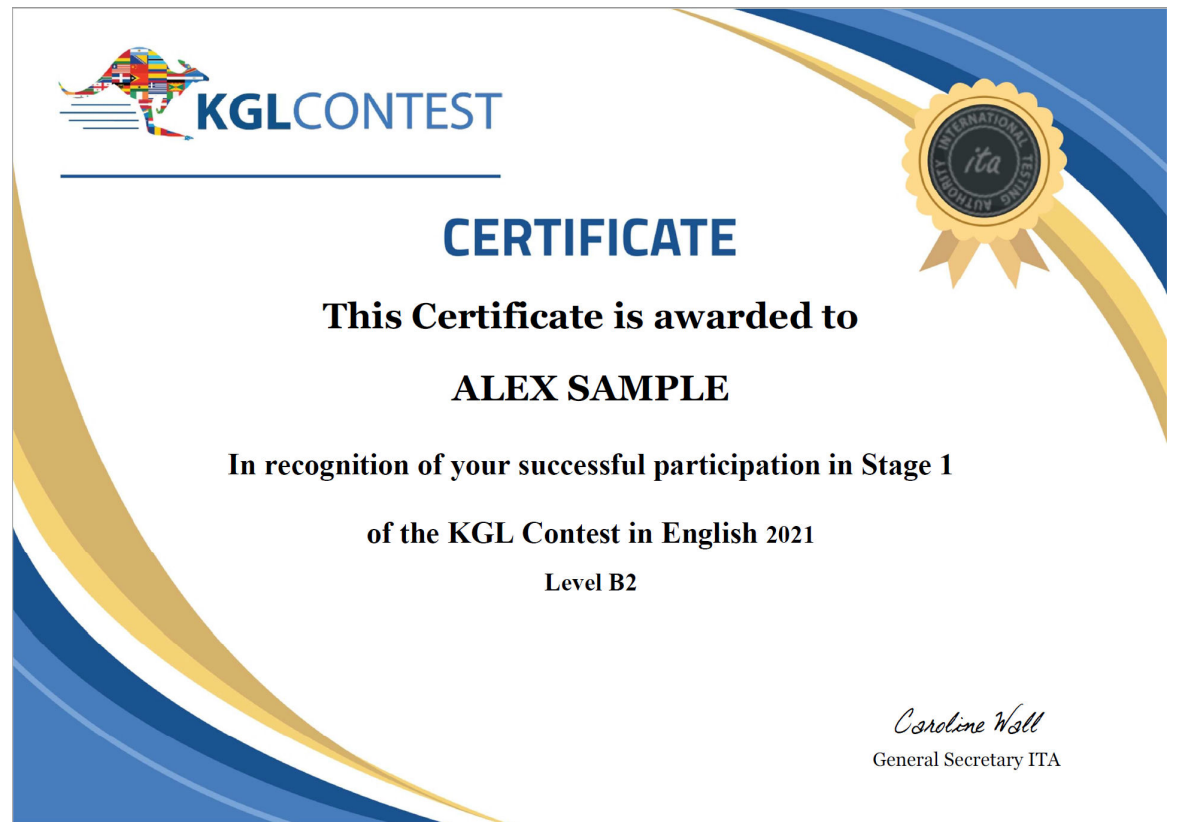 KGLCONTEST
INTERNATIONAL TESTING AUTHORITY
ita
CERTIFICATE
This Certificate is awarded to
ALEX SAMPLE
In recognition of your successful participation in Stage 1
of the KGL Contest in English 2021
Level B2
Caroline Wall
General Secretary ITA